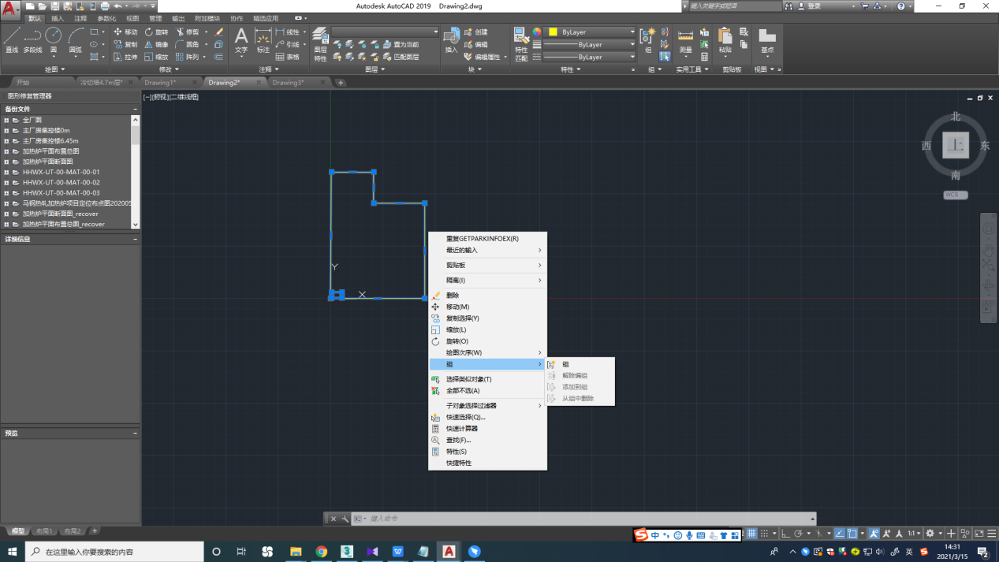 Autodesk AutoCAD 2019 Drawing2.dwg
键入关键字或短语
登录
默认 插入 注释 参数化 视图 管理 输出 附加模块 协作 精选应用
直线 多段线 圆 圆弧
移动 旋转 修剪
复制 镜像 圆角
拉伸 缩放 阵列
文字 标注
线性
引线
表格
图层特性
置为当前
匹配图层
插入
创建
编辑
编辑属性
特性匹配
ByLayer
ByLayer
ByLayer
组
测量
粘贴
基点
绘图 修改 注释 图层 块 特性 组 实用工具 剪贴板 视图
开始 冷切墙4.7m层* Drawing1* Drawing2* Drawing3*
图形修复管理器
备份文件
全厂图
主厂房集控楼0m
主厂房集控楼6.45m
加热炉平面布置总图
加热炉平面断面图
HHWX-UT-00-MAT-00-01
HHWX-UT-00-MAT-00-02
HHWX-UT-00-MAT-00-03
马钢热轧加热炉项目定位布点图202005
加热炉平面断面图_recover
加热炉平面布置总图_recover
详细信息
预览
[−][俯视][二维线框]
北
西 上 东
南
WCS
Y
X
重复GETPARKINFOEX(R)
最近的输入
剪贴板
隔离(I)
删除
移动(M)
复制选择(Y)
缩放(L)
旋转(O)
绘图次序(W)
组
选择类似对象(T)
全部不选(A)
子对象选择过滤器
快速选择(Q)...
快速计算器
查找(F)...
特性(S)
快捷特性
组
解除编组
添加到组
从组中删除
键入命令
模型 布局1 布局2
中
1:1
在这里输入你要搜索的内容
英
14:31
2021/3/15
2